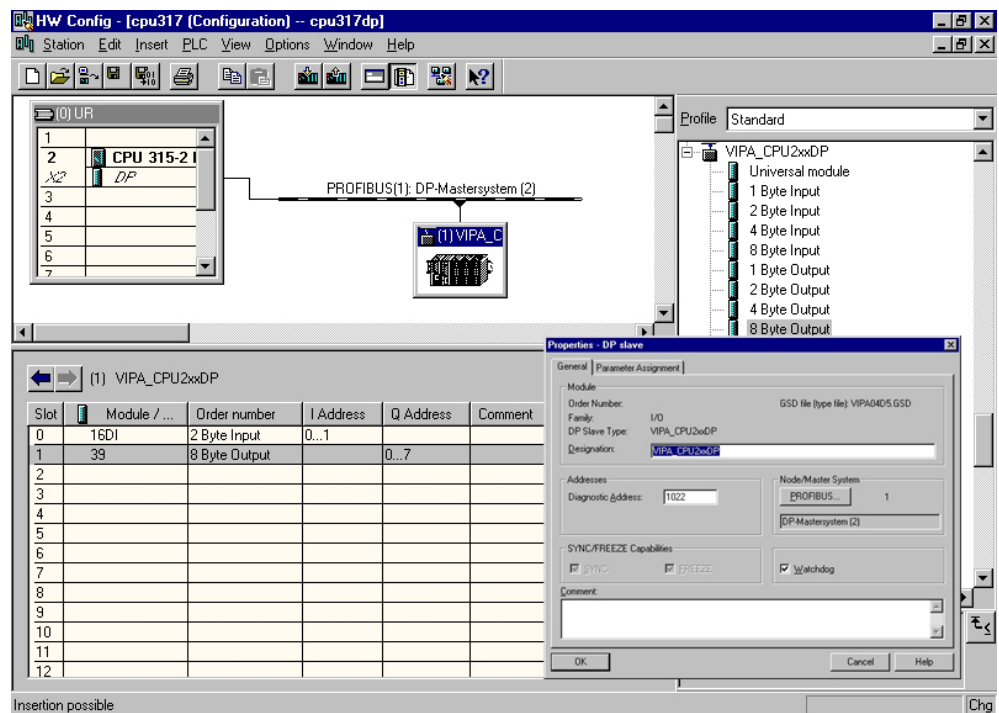 HW Config - [cpu317 (Configuration) -- cpu317dp]
Station Edit Insert PLC View Options Window Help
(0) UR
1
2 CPU 315-2
X2 DP
3
4
5
6
7
PROFIBUS(1): DP-Mastersystem (2)
(1) VIPA_C
Profile Standard
VIPA_CPU2xxDP
Universal module
1 Byte Input
2 Byte Input
4 Byte Input
8 Byte Input
1 Byte Output
2 Byte Output
4 Byte Output
8 Byte Output
(1) VIPA_CPU2xxDP
Slot Module / ... Order number I Address Q Address Comment
0 16DI 2 Byte Input 0...1
1 39 8 Byte Output 0...7
2
3
4
5
6
7
8
9
10
11
12
Properties - DP slave
General Parameter Assignment
Module
Order Number: GSD file (type file): VIPA04D5.GSD
Family: I/O
DP Slave Type: VIPA_CPU2xxDP
Designation: VIPA_CPU2xxDP
Addresses
Diagnostic Address: 1022
Node/Master System
PROFIBUS... 1
DP-Mastersystem (2)
SYNC/FREEZE Capabilities
SYNC FREEZE
Watchdog
Comment:
OK Cancel Help
Insertion possible Chg